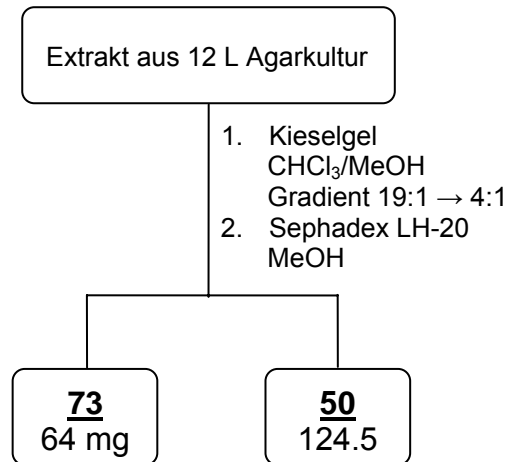 Extrakt aus 12 L Agarkultur
1. Kieselgel
CHCl₃/MeOH
Gradient 19:1 → 4:1
2. Sephadex LH-20
MeOH
73
64 mg
50
124.5